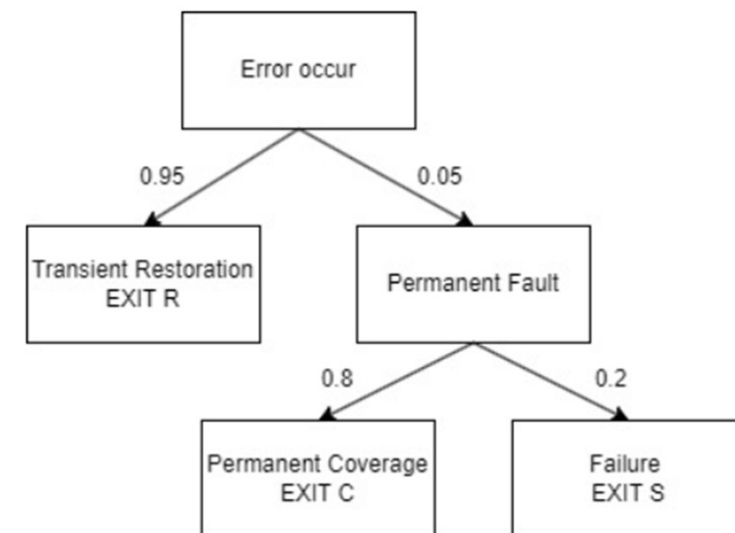 Error occur
0.95
0.05
Transient Restoration
EXIT R
Permanent Fault
0.8
0.2
Permanent Coverage
EXIT C
Failure
EXIT S